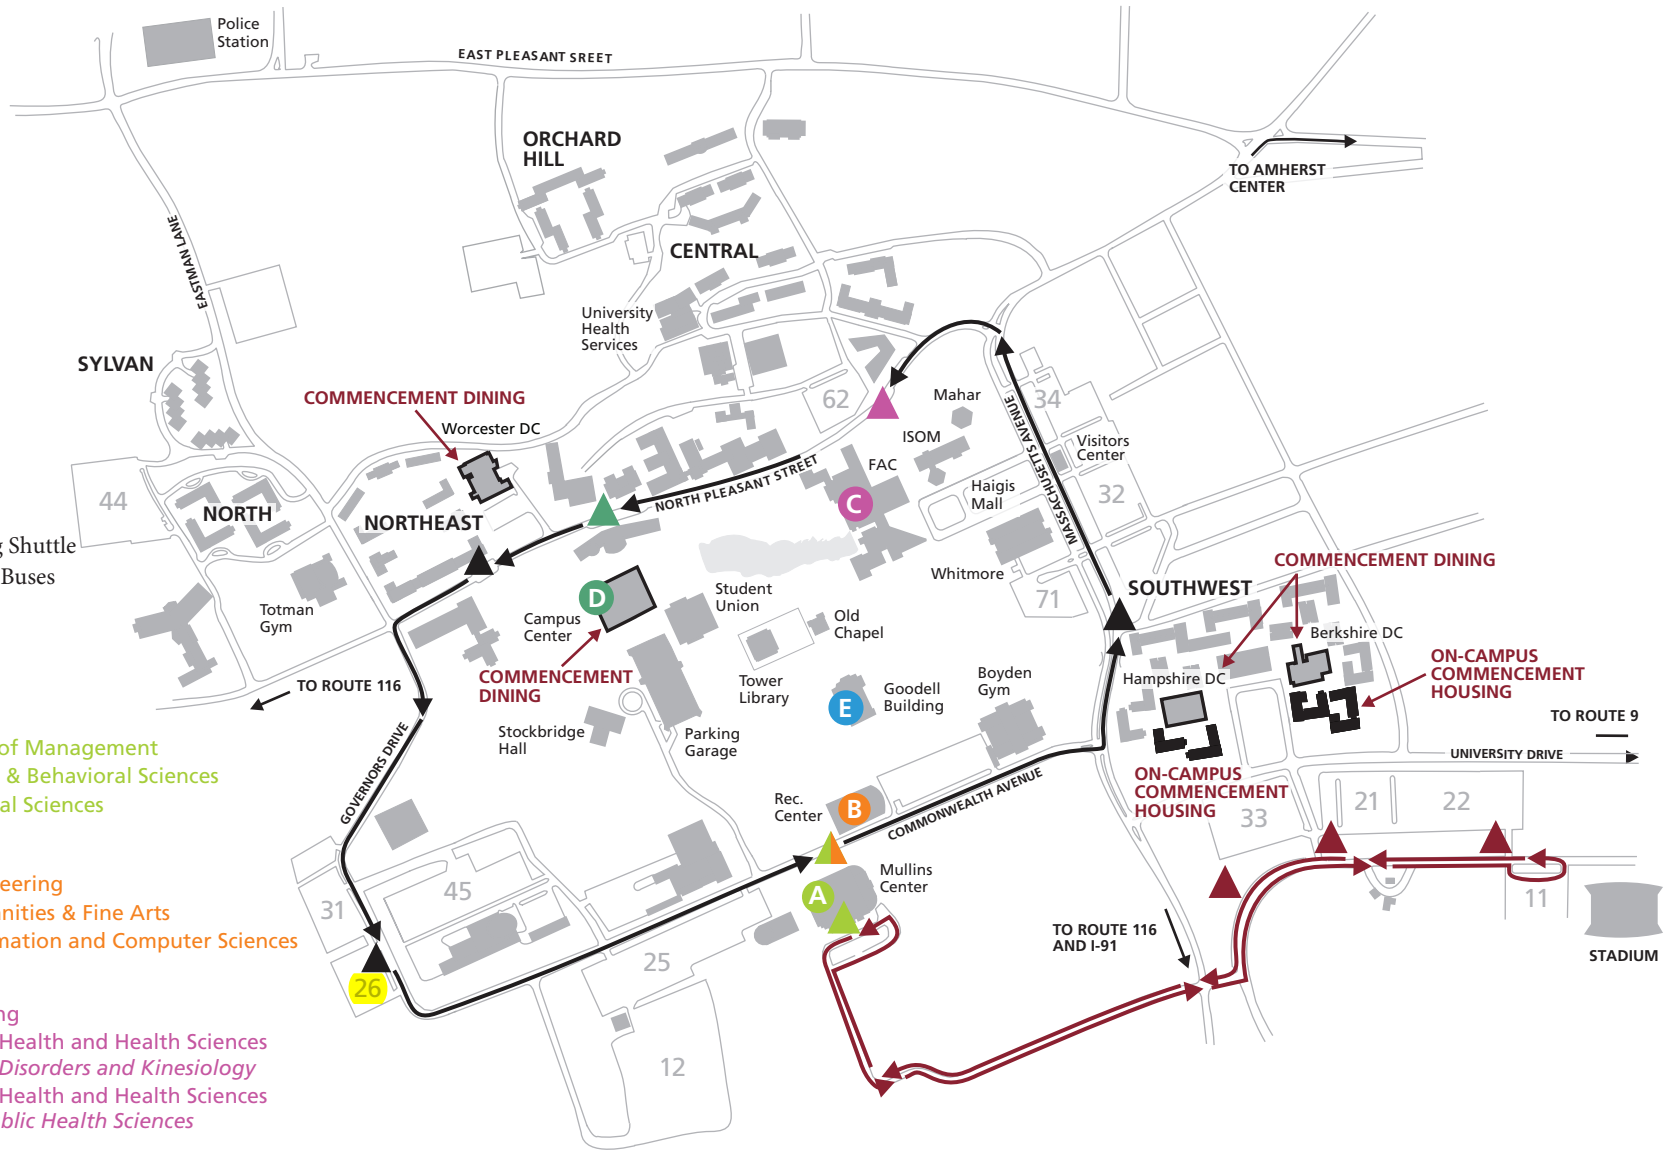 Police
Station
EAST PLEASANT SREET
ORCHARD
HILL
TO AMHERST
CENTER
EASTMAN LANE
CENTRAL
University
Health
Services
SYLVAN
COMMENCEMENT DINING
Worcester DC
62
Mahar
34
MASSACHUSETTS AVENUE
ISOM
Visitors
Center
FAC
NORTH PLEASANT STREET
Haigis
Mall
32
44
NORTH
NORTHEAST
C
Shuttle
Buses
Whitmore
COMMENCEMENT DINING
SOUTHWEST
71
Totman
Gym
D
Campus
Center
Student
Union
Old
Chapel
Berkshire DC
COMMENCEMENT
DINING
TO ROUTE 116
Tower
Library
Boyden
Gym
Hampshire DC
ON-CAMPUS
COMMENCEMENT
HOUSING
E
Goodell
Building
TO ROUTE 9
Stockbridge
Hall
Parking
Garage
UNIVERSITY DRIVE
of Management
& Behavioral Sciences
al Sciences
GOVERNORS DRIVE
ON-CAMPUS
COMMENCEMENT
HOUSING
Rec.
Center
B
COMMONWEALTH AVENUE
33
21
22
eering
nities & Fine Arts
mation and Computer Sciences
31
45
A
Mullins
Center
11
TO ROUTE 116
AND I-91
STADIUM
25
26
ng
Health and Health Sciences
Disorders and Kinesiology
Health and Health Sciences
blic Health Sciences
12